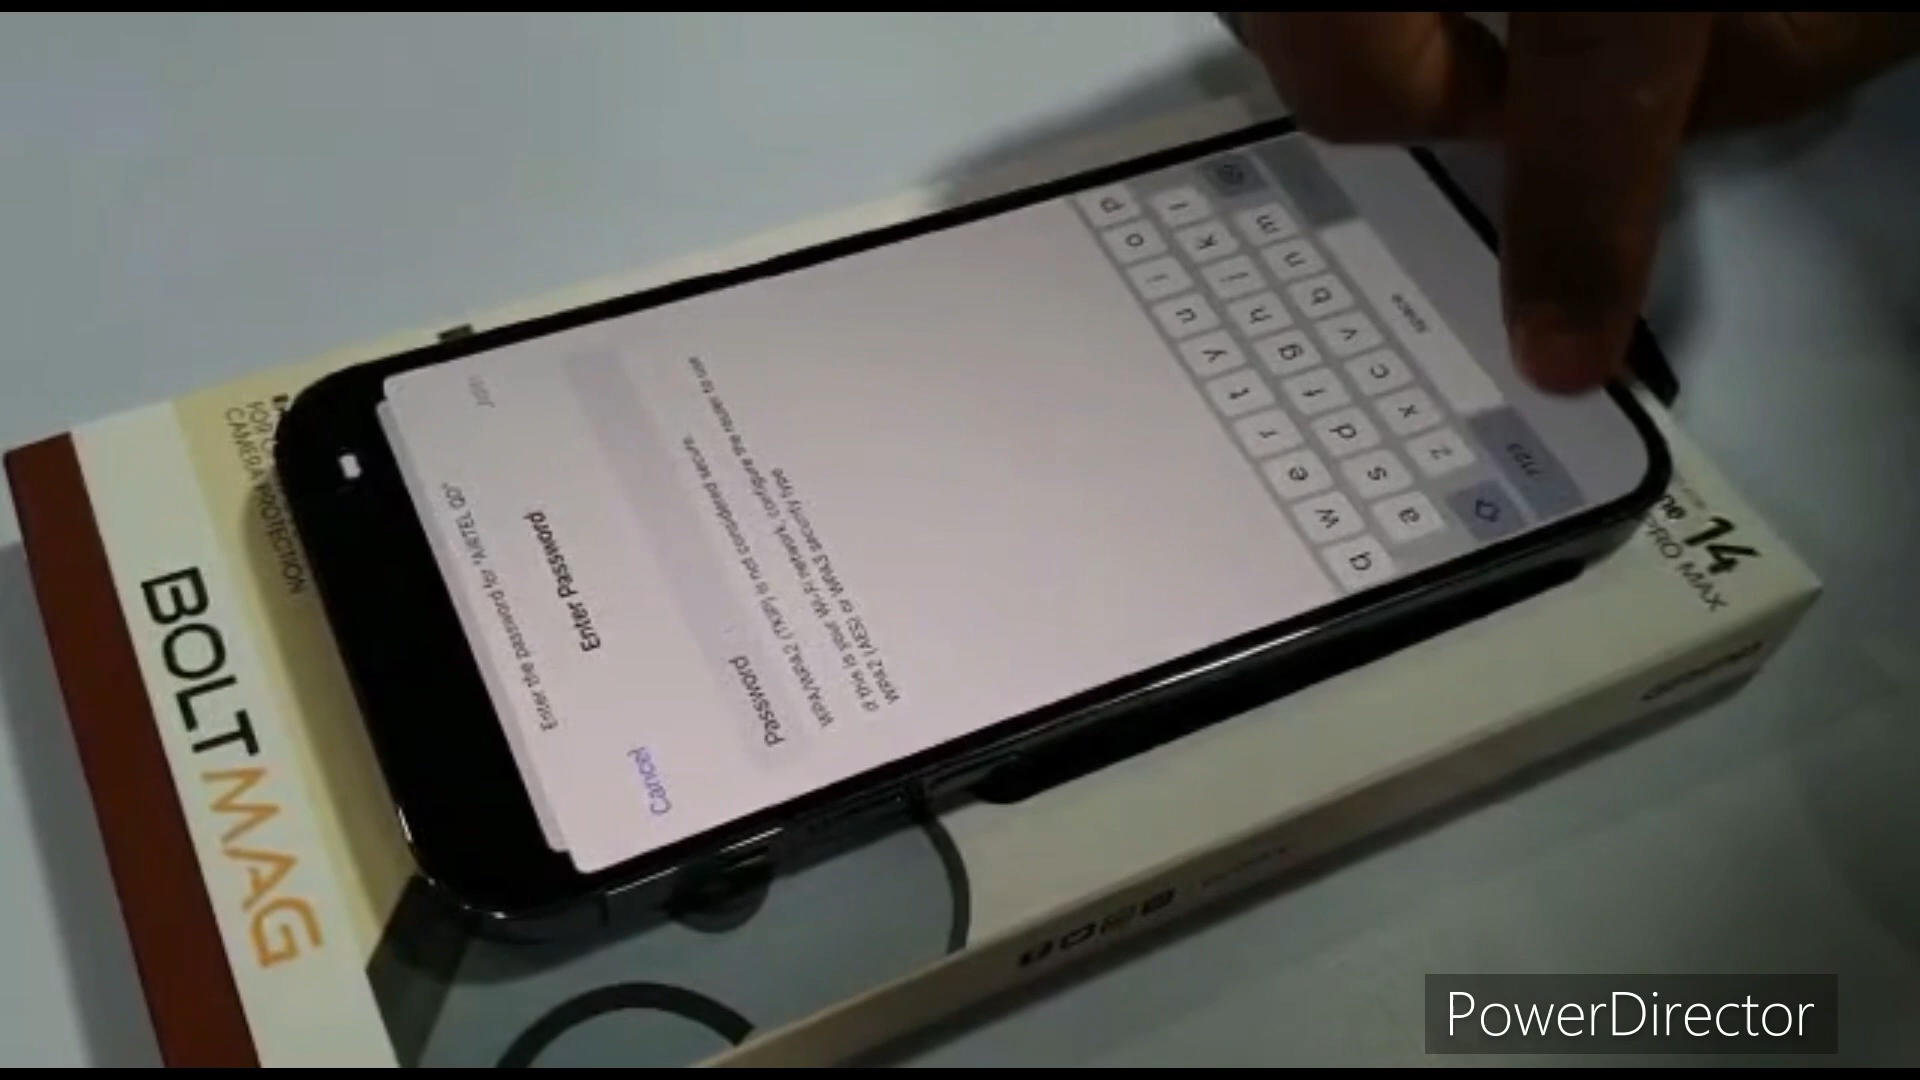 Enter the password for "AIRTEL GO"
Cancel
Enter Password
Join
Password
WPA/WPA2 (TKIP) is not considered secure.
If this is your Wi-Fi network, configure the router to use
WPA2 (AES) or WPA3 security type
q w e r t y u i o p
a s d f g h j k l
z x c v b n m
?123
space
BOLT MAG
CAMERA PROTECTION
14
PRO MAX
PowerDirector